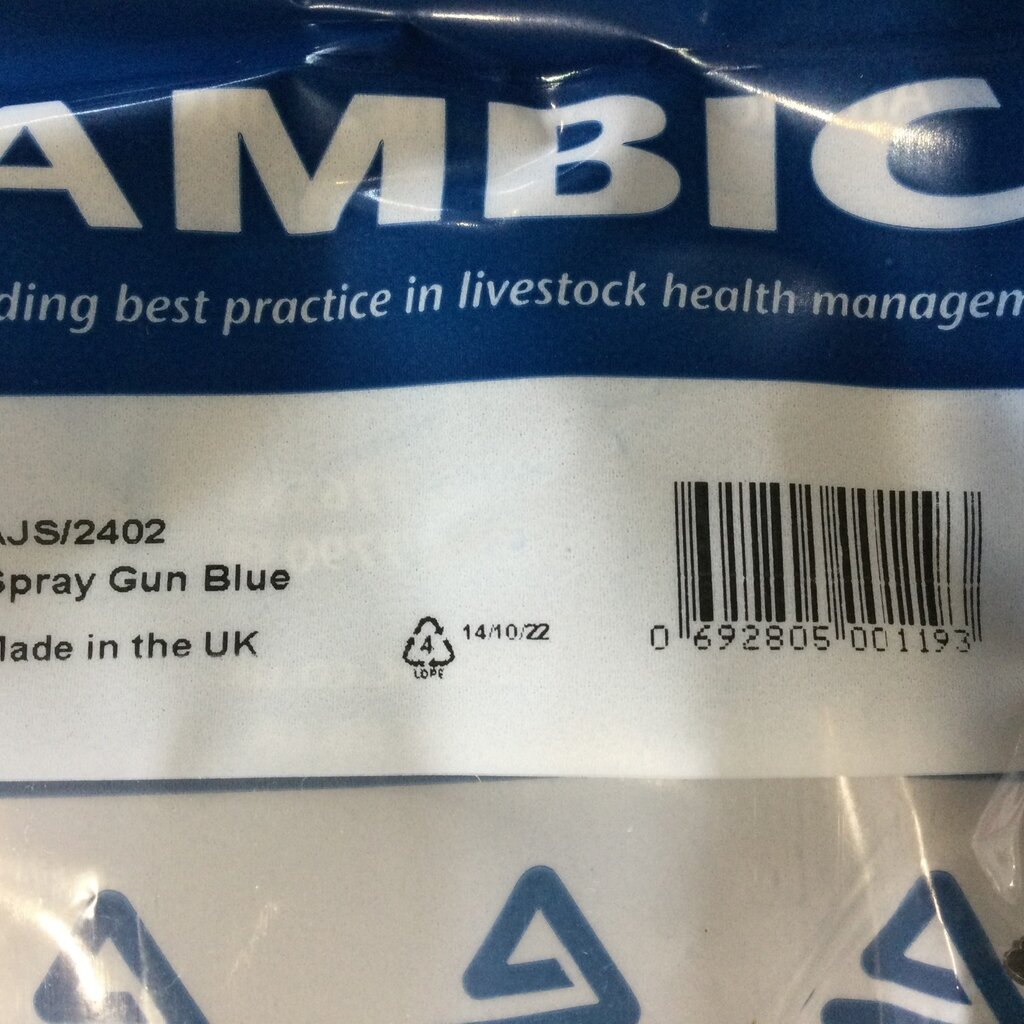 AMBIC
ding best practice in livestock health managem
AJS/2402
Spray Gun Blue
Made in the UK
4
LDPE
14/10/22
0 692805 001193